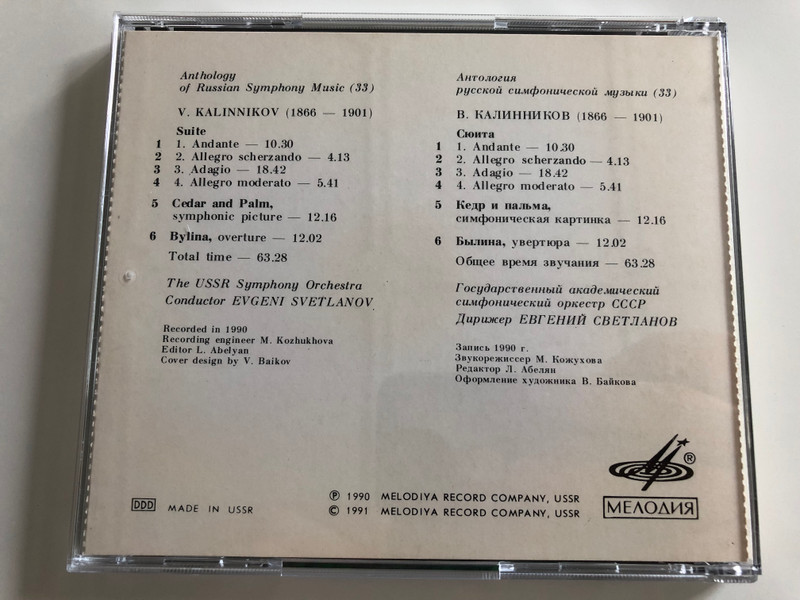 Anthology
of Russian Symphony Music (33)
V. KALINNIKOV (1866 — 1901)
Suite
1 1. Andante — 10.30
2 2. Allegro scherzando — 4.13
3 3. Adagio — 18.42
4 4. Allegro moderato — 5.41
5 Cedar and Palm,
symphonic picture — 12.16
6 Bylina, overture — 12.02
Total time — 63.28
The USSR Symphony Orchestra
Conductor EVGENI SVETLANOV
Recorded in 1990
Recording engineer M. Kozhukhova
Editor L. Abelyan
Cover design by V. Baikov
Антология
русской симфонической музыки (33)
В. КАЛИННИКОВ (1866 — 1901)
Сюита
1 1. Andante — 10.30
2 2. Allegro scherzando — 4.13
3 3. Adagio — 18.42
4 4. Allegro moderato — 5.41
5 Кедр и пальма,
симфоническая картинка — 12.16
6 Былина, увертюра — 12.02
Общее время звучания — 63.28
Государственный академический
симфонический оркестр СССР
Дирижер ЕВГЕНИЙ СВЕТЛАНОВ
Запись 1990 г.
Звукорежиссер М. Кожухова
Редактор Л. Абелян
Оформление художника В. Байкова
®
DDD MADE IN USSR
℗ 1990 MELODIYA RECORD COMPANY, USSR
© 1991 MELODIYA RECORD COMPANY, USSR
МЕЛОДИЯ